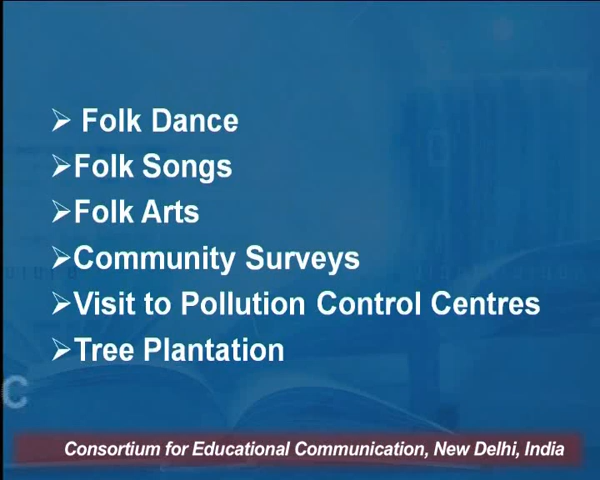 ➢ Folk Dance
➢Folk Songs
➢Folk Arts
➢Community Surveys
➢Visit to Pollution Control Centres
➢Tree Plantation
C
Consortium for Educational Communication, New Delhi, India